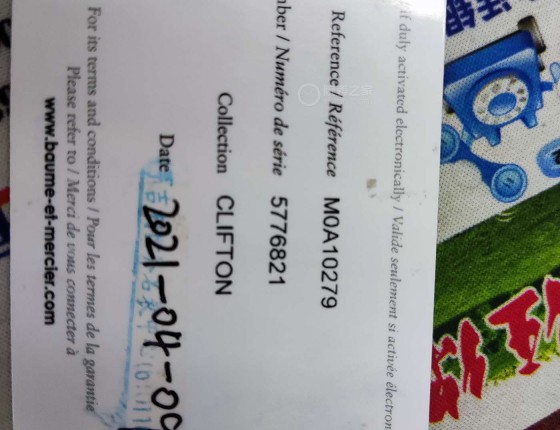 if duly activated electronically / Valide seulement si activée électron
Reference / Référence M0A10279
ber / Numéro de série 5776821
Collection CLIFTON
Date 2021-04-0
For its terms and conditions / Pour les termes de la garantie
Please refer to / Merci de vous connecter à
www.baume-et-mercier.com